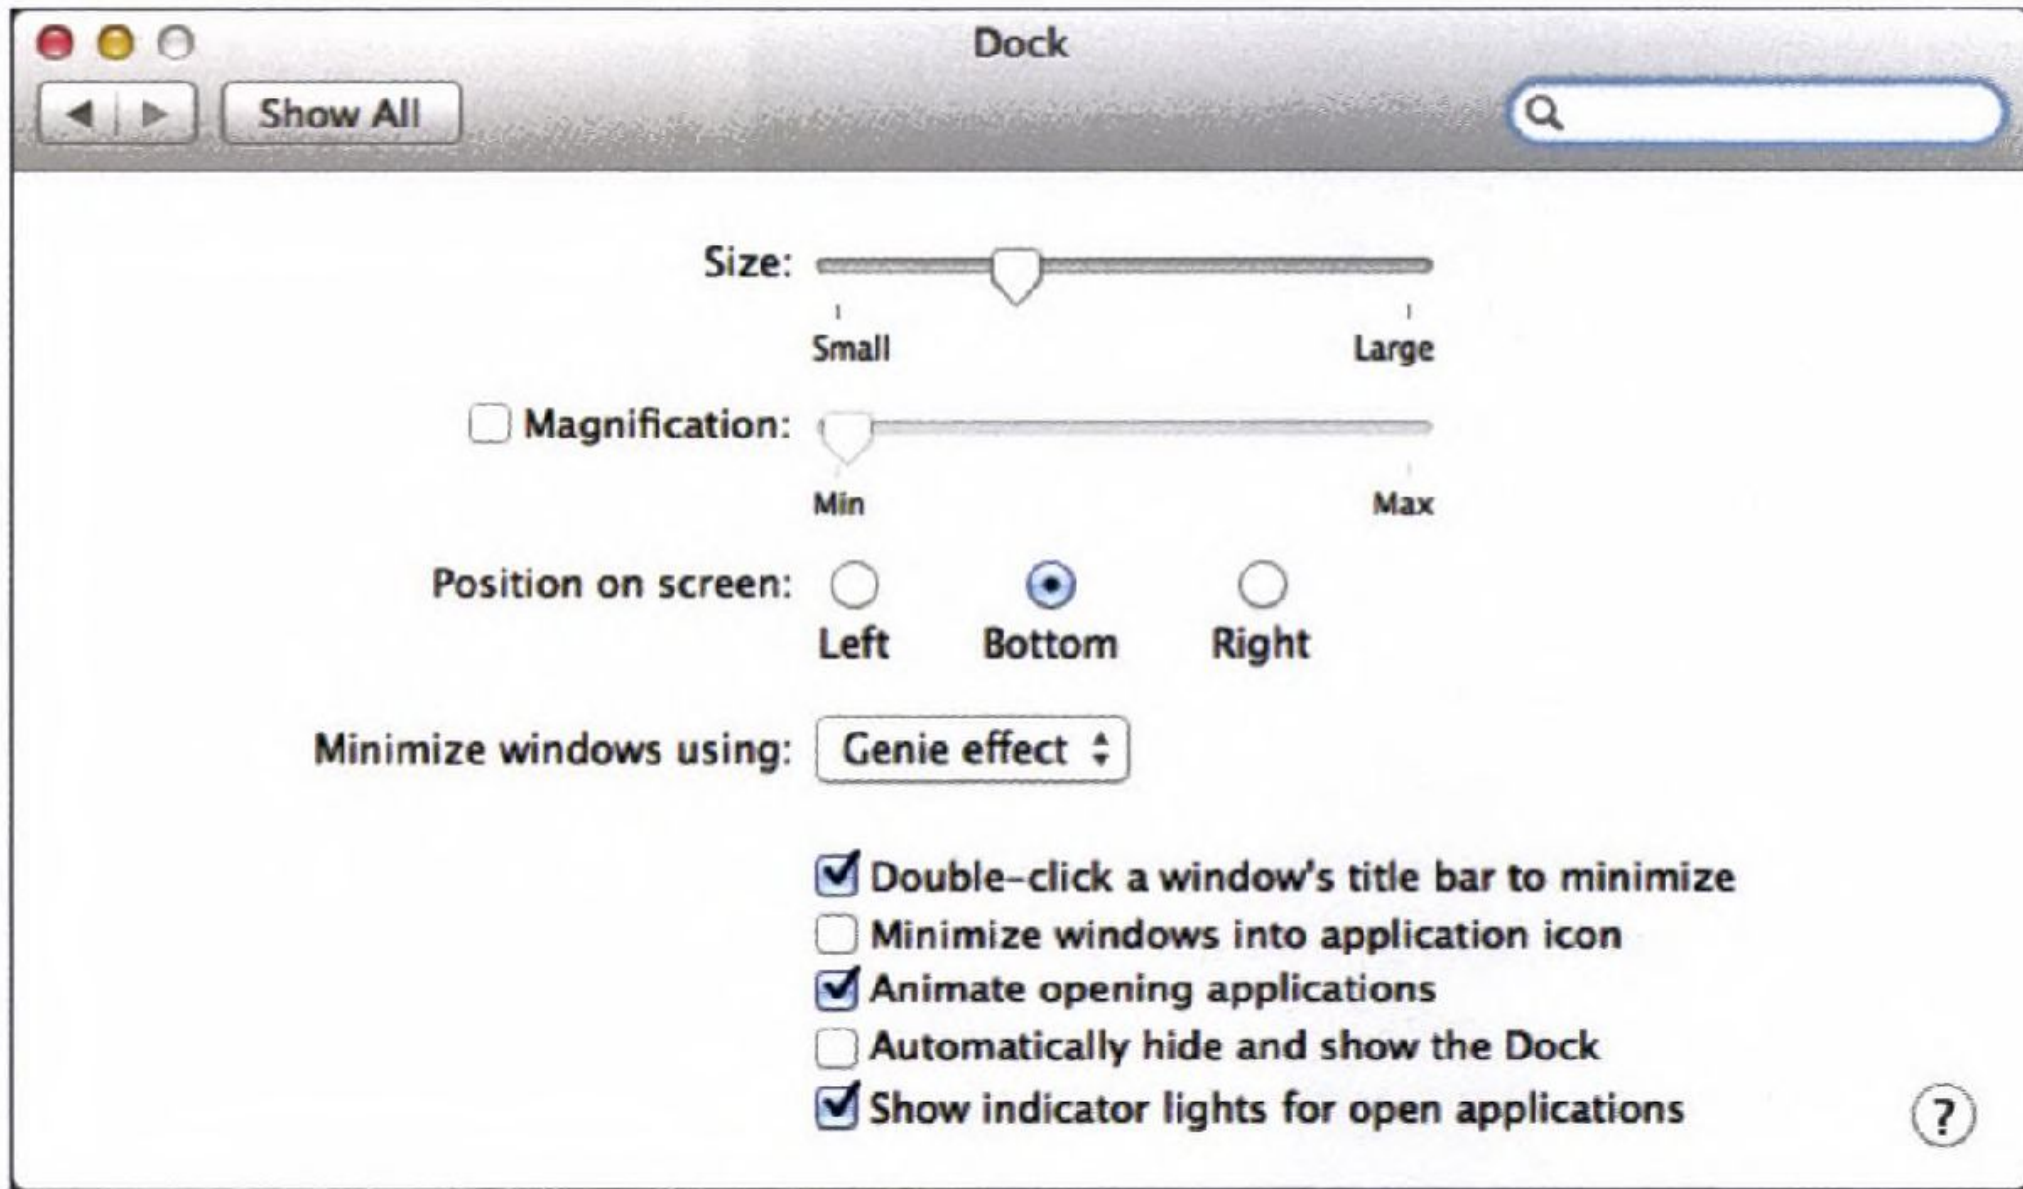 Dock
Show All
Size:
Small Large
Magnification:
Min Max
Position on screen:
Left Bottom Right
Minimize windows using: Genie effect
Double-click a window's title bar to minimize
Minimize windows into application icon
Animate opening applications
Automatically hide and show the Dock
Show indicator lights for open applications
?